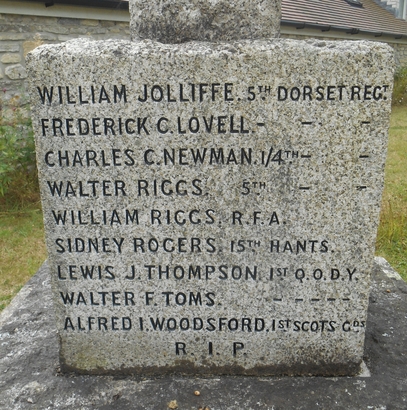 WILLIAM JOLLIFFE. 5TH DORSET REGT.
FREDERICK C. LOVELL. - - -
CHARLES C. NEWMAN. 1/4TH - -
WALTER RIGGS. 5TH - -
WILLIAM RIGGS. R.F.A.
SIDNEY ROGERS. 15TH HANTS.
LEWIS J. THOMPSON. 1ST Q.O.D.Y.
WALTER F. TOMS. - - - - -
ALFRED I. WOODSFORD. 1ST SCOTS GDS
R. I. P.